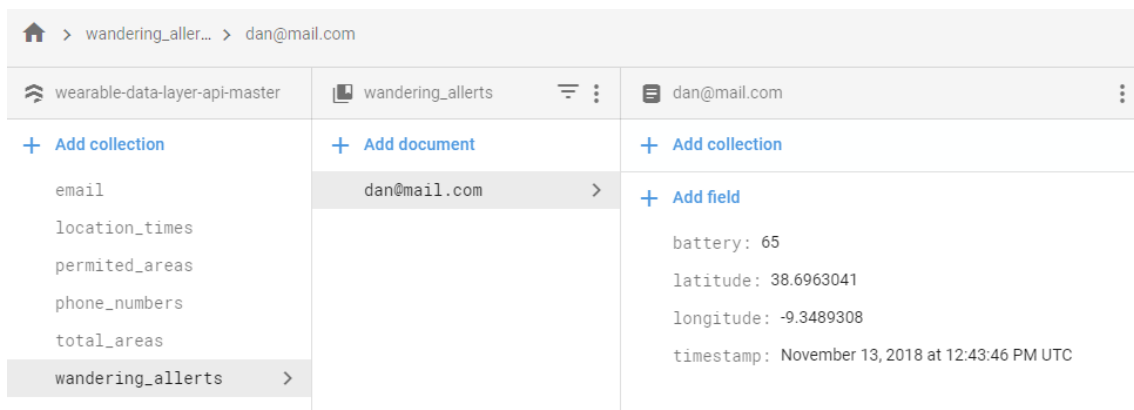 wandering_aller... > dan@mail.com
wearable-data-layer-api-master
Add collection
email
location_times
permited_areas
phone_numbers
total_areas
wandering_allerts
wandering_allerts
Add document
dan@mail.com
dan@mail.com
Add collection
Add field
battery: 65
latitude: 38.6963041
longitude: -9.3489308
timestamp: November 13, 2018 at 12:43:46 PM UTC